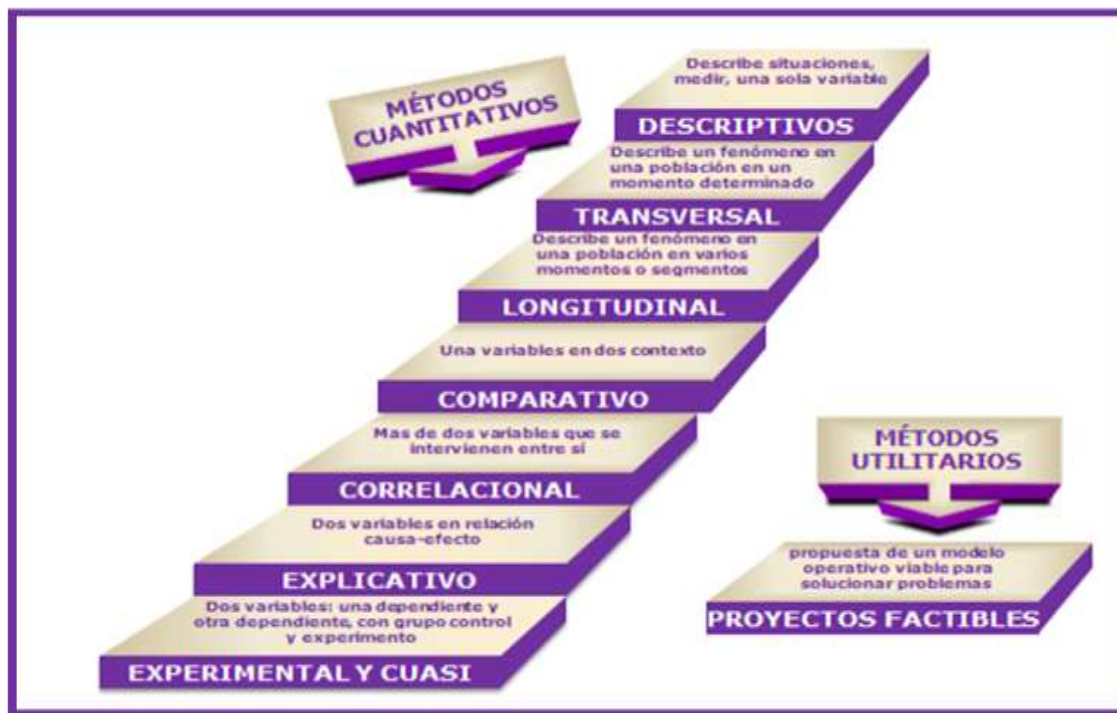 MÉTODOS
CUANTITATIVOS
Describe situaciones,
medir, una sola variable
DESCRIPTIVOS
Describe un fenómeno en
una población en un
momento determinado
TRANSVERSAL
Describe un fenómeno en
una población en varios
momentos o segmentos
LONGITUDINAL
Una variables en dos contexto
COMPARATIVO
Mas de dos variables que se
intervienen entre sí
CORRELACIONAL
Dos variables en relación
causa-efecto
EXPLICATIVO
Dos variables: una dependiente y
otra dependiente, con grupo control
y experimento
EXPERIMENTAL Y CUASI
MÉTODOS
UTILITARIOS
propuesta de un modelo
operativo viable para
solucionar problemas
PROYECTOS FACTIBLES